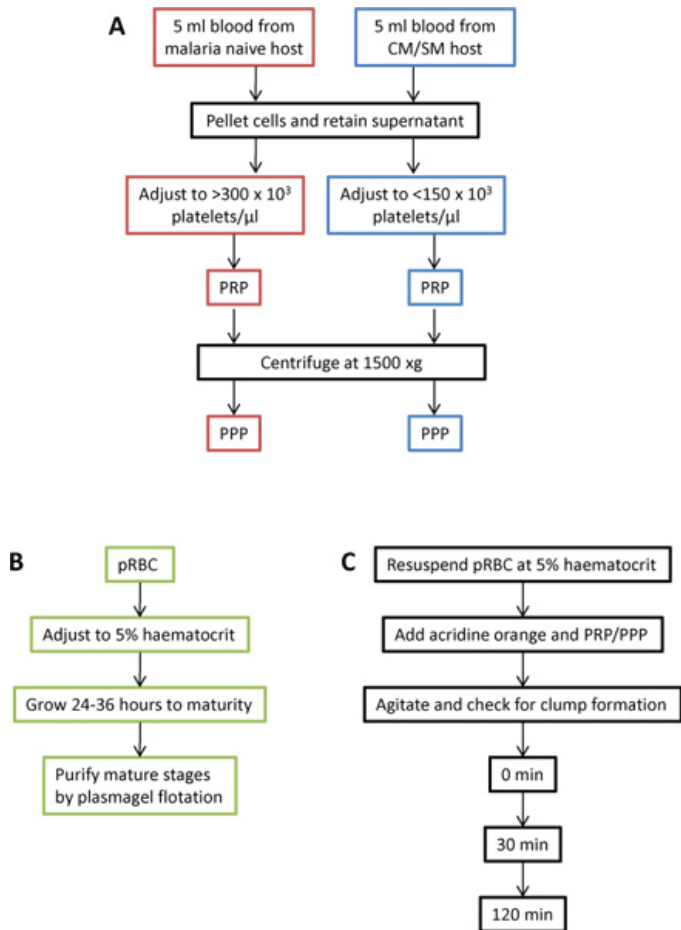 A
5 ml blood from
malaria naive host
5 ml blood from
CM/SM host
Pellet cells and retain supernatant
Adjust to >300 x 10³
platelets/µl
Adjust to <150 x 10³
platelets/µl
PRP
PRP
Centrifuge at 1500 xg
PPP
PPP
B
pRBC
Adjust to 5% haematocrit
Grow 24-36 hours to maturity
Purify mature stages
by plasmagel flotation
C
Resuspend pRBC at 5% haematocrit
Add acridine orange and PRP/PPP
Agitate and check for clump formation
0 min
30 min
120 min